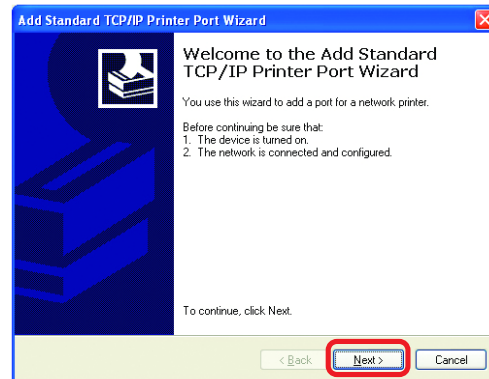 Add Standard TCP/IP Printer Port Wizard
Welcome to the Add Standard
TCP/IP Printer Port Wizard
You use this wizard to add a port for a network printer.
Before continuing be sure that:
1. The device is turned on.
2. The network is connected and configured.
To continue, click Next.
< Back
Next >
Cancel